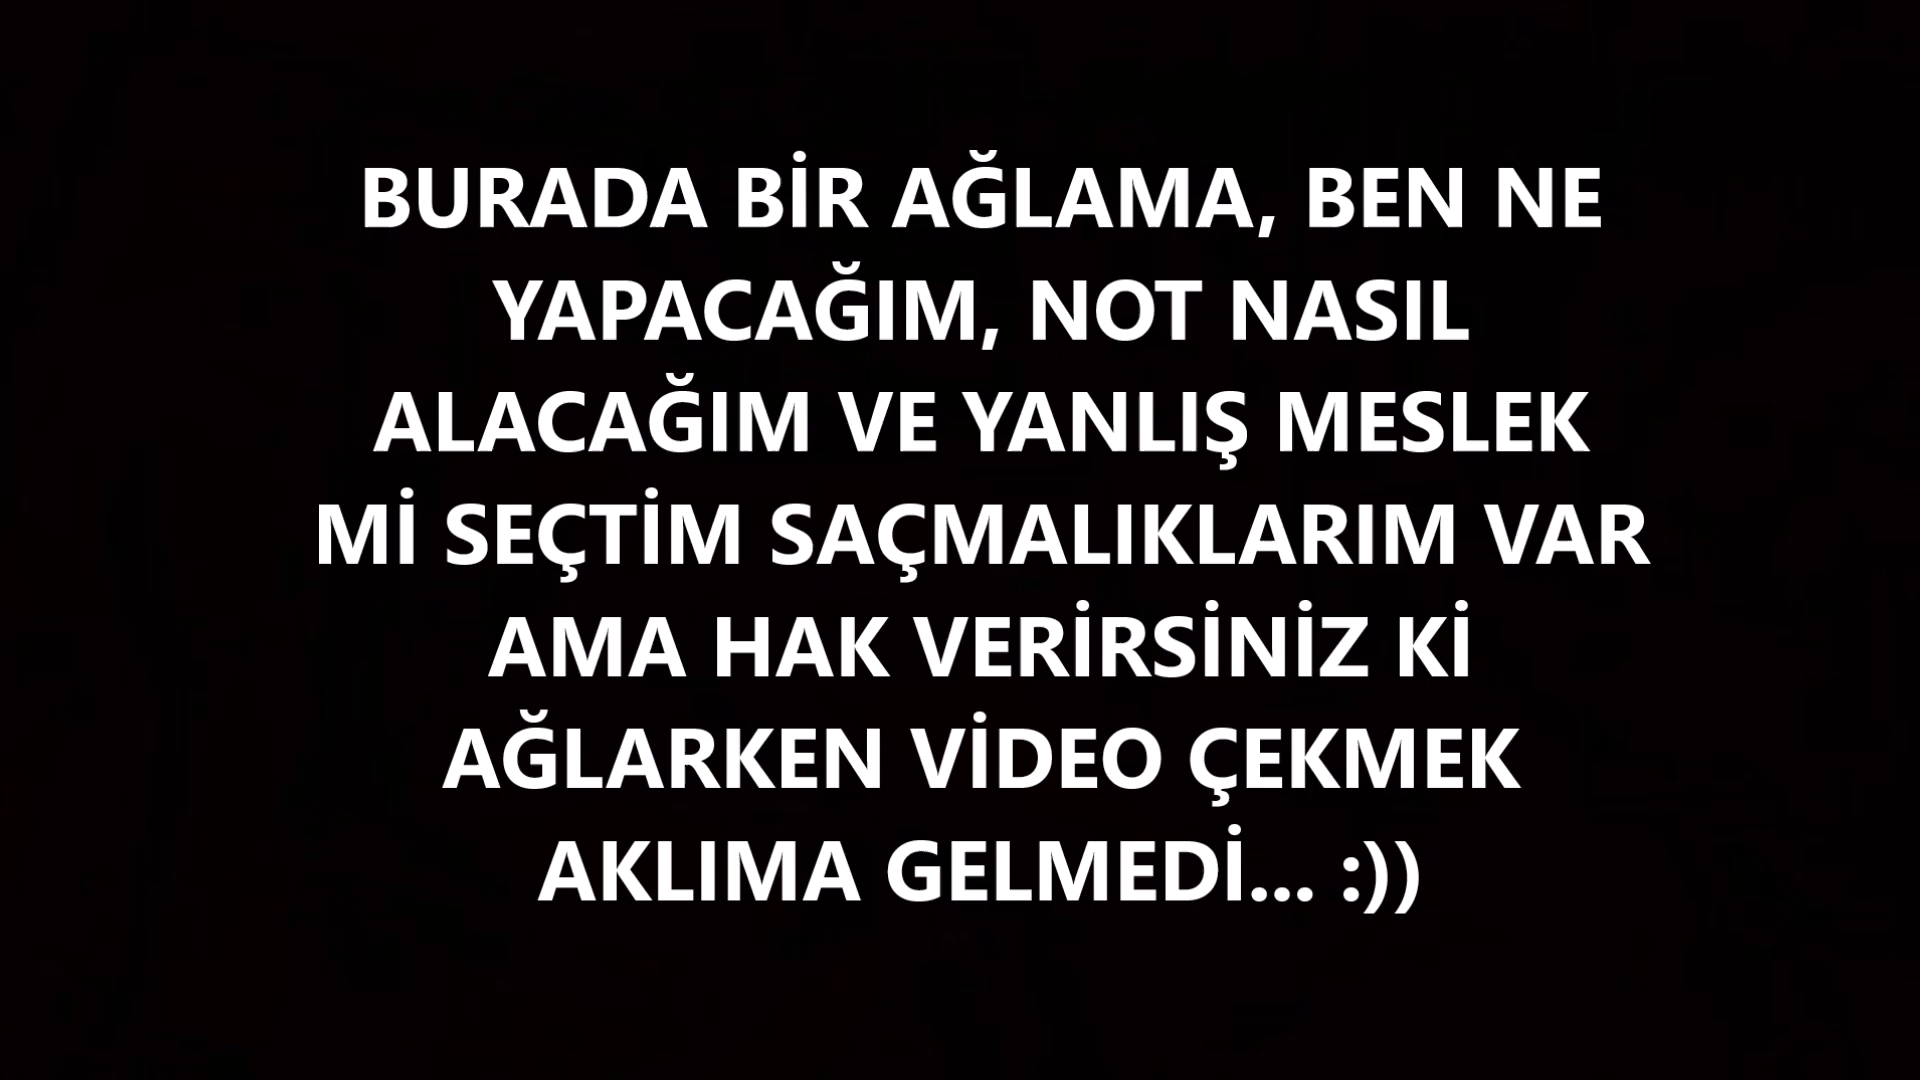 BURADA BİR AĞLAMA, BEN NE
YAPACAĞIM, NOT NASIL
ALACAĞIM VE YANLIŞ MESLEK
Mİ SEÇTİM SAÇMALIKLARIM VAR
AMA HAK VERİRSİNİZ Kİ
AĞLARKEN VİDEO ÇEKMEK
AKLIMA GELMEDİ... :))